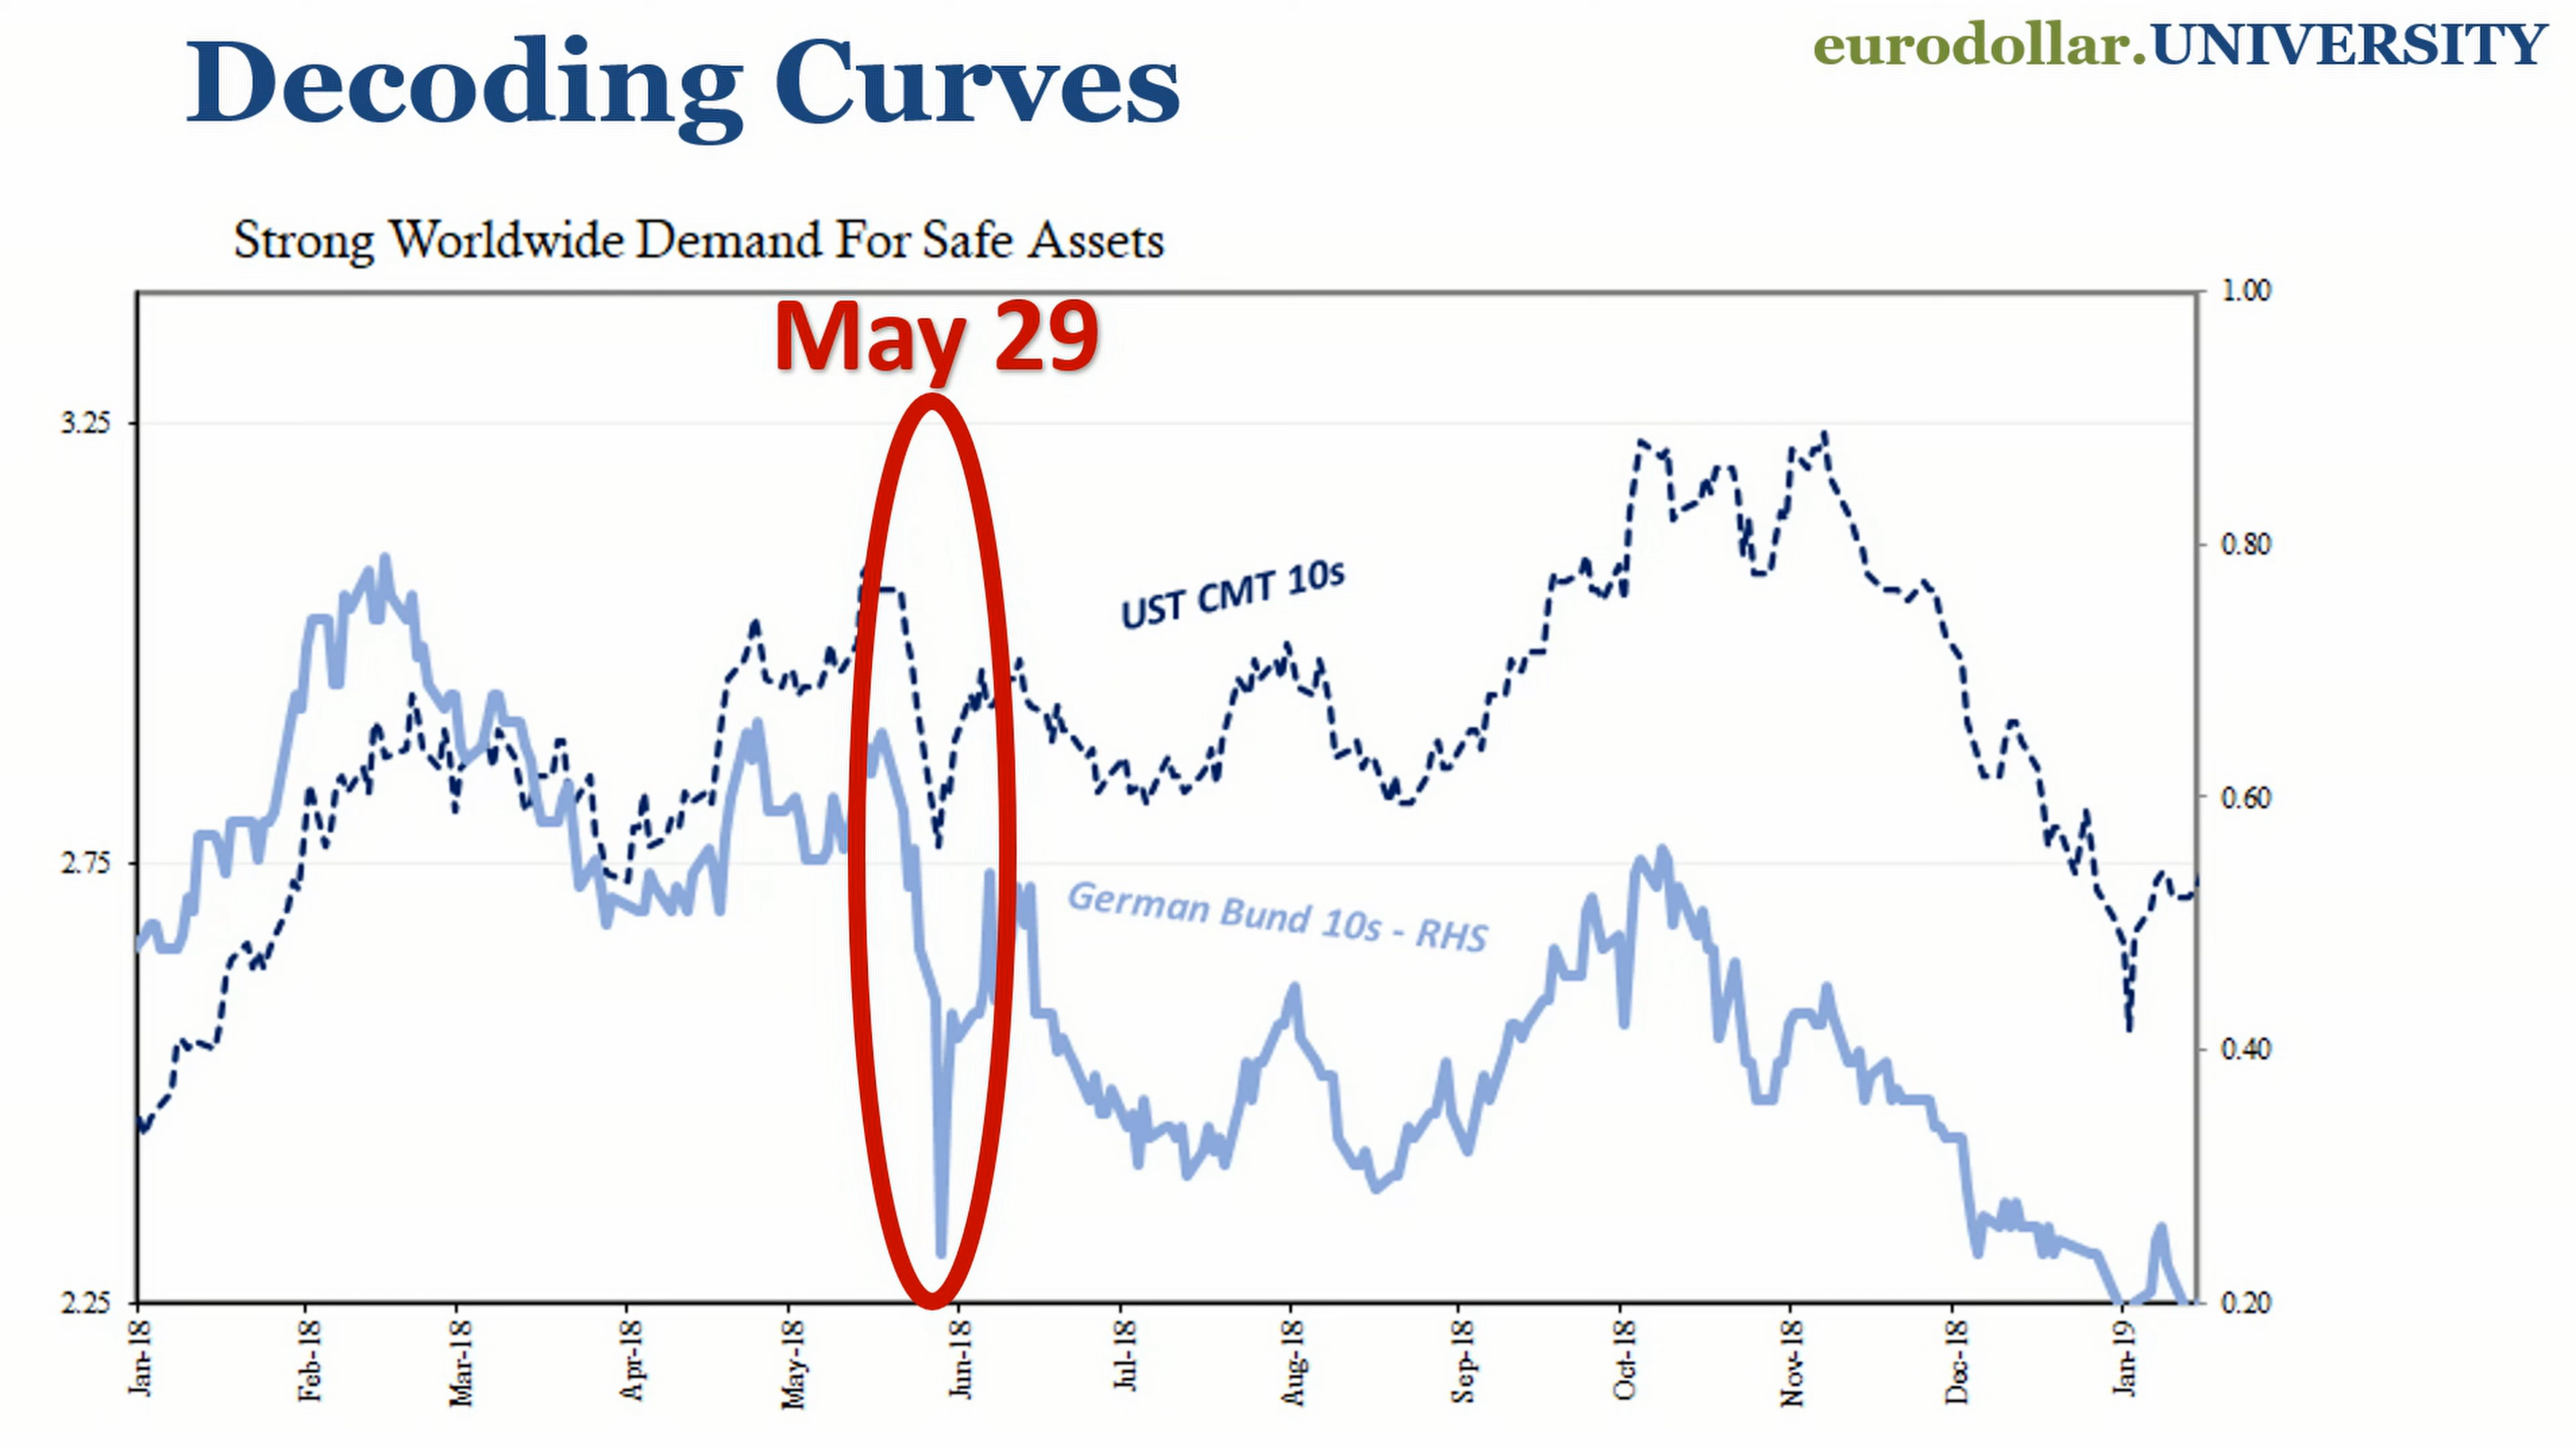 Decoding Curves
eurodollar.UNIVERSITY
Strong Worldwide Demand For Safe Assets
May 29
1.00
3.25
0.80
UST CMT 10s
0.60
2.75
German Bund 10s - RHS
0.40
2.25
0.20
Jan-18
Feb-18
Mar-18
Apr-18
May-18
Jun-18
Jul-18
Aug-18
Sep-18
Oct-18
Nov-18
Dec-18
Jan-19